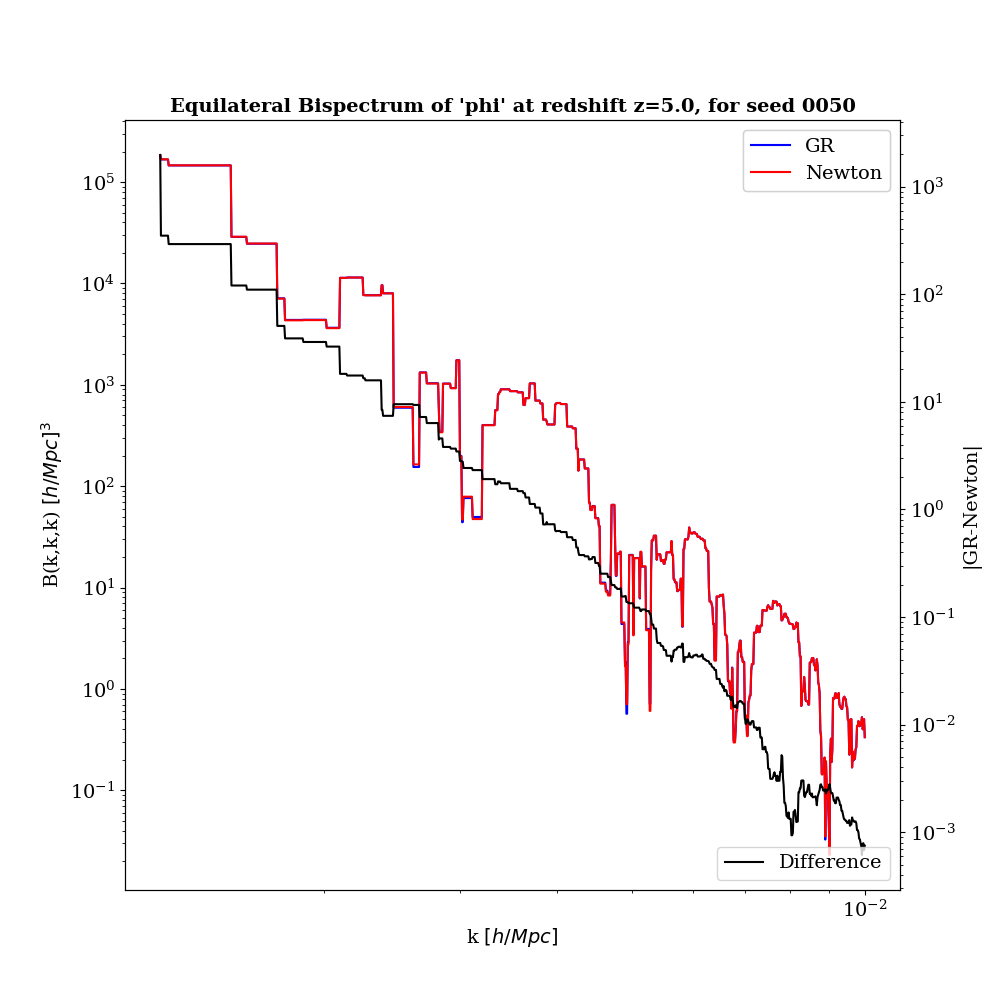 Equilateral Bispectrum of 'phi' at redshift z=5.0, for seed 0050
GR
Newton
10^5
10^4
10^3
10^2
10^1
10^0
10^−1
B(k,k,k) [h/Mpc]^3
10^3
10^2
10^1
10^0
10^−1
10^−2
10^−3
|GR-Newton|
Difference
10^−2
k [h/Mpc]